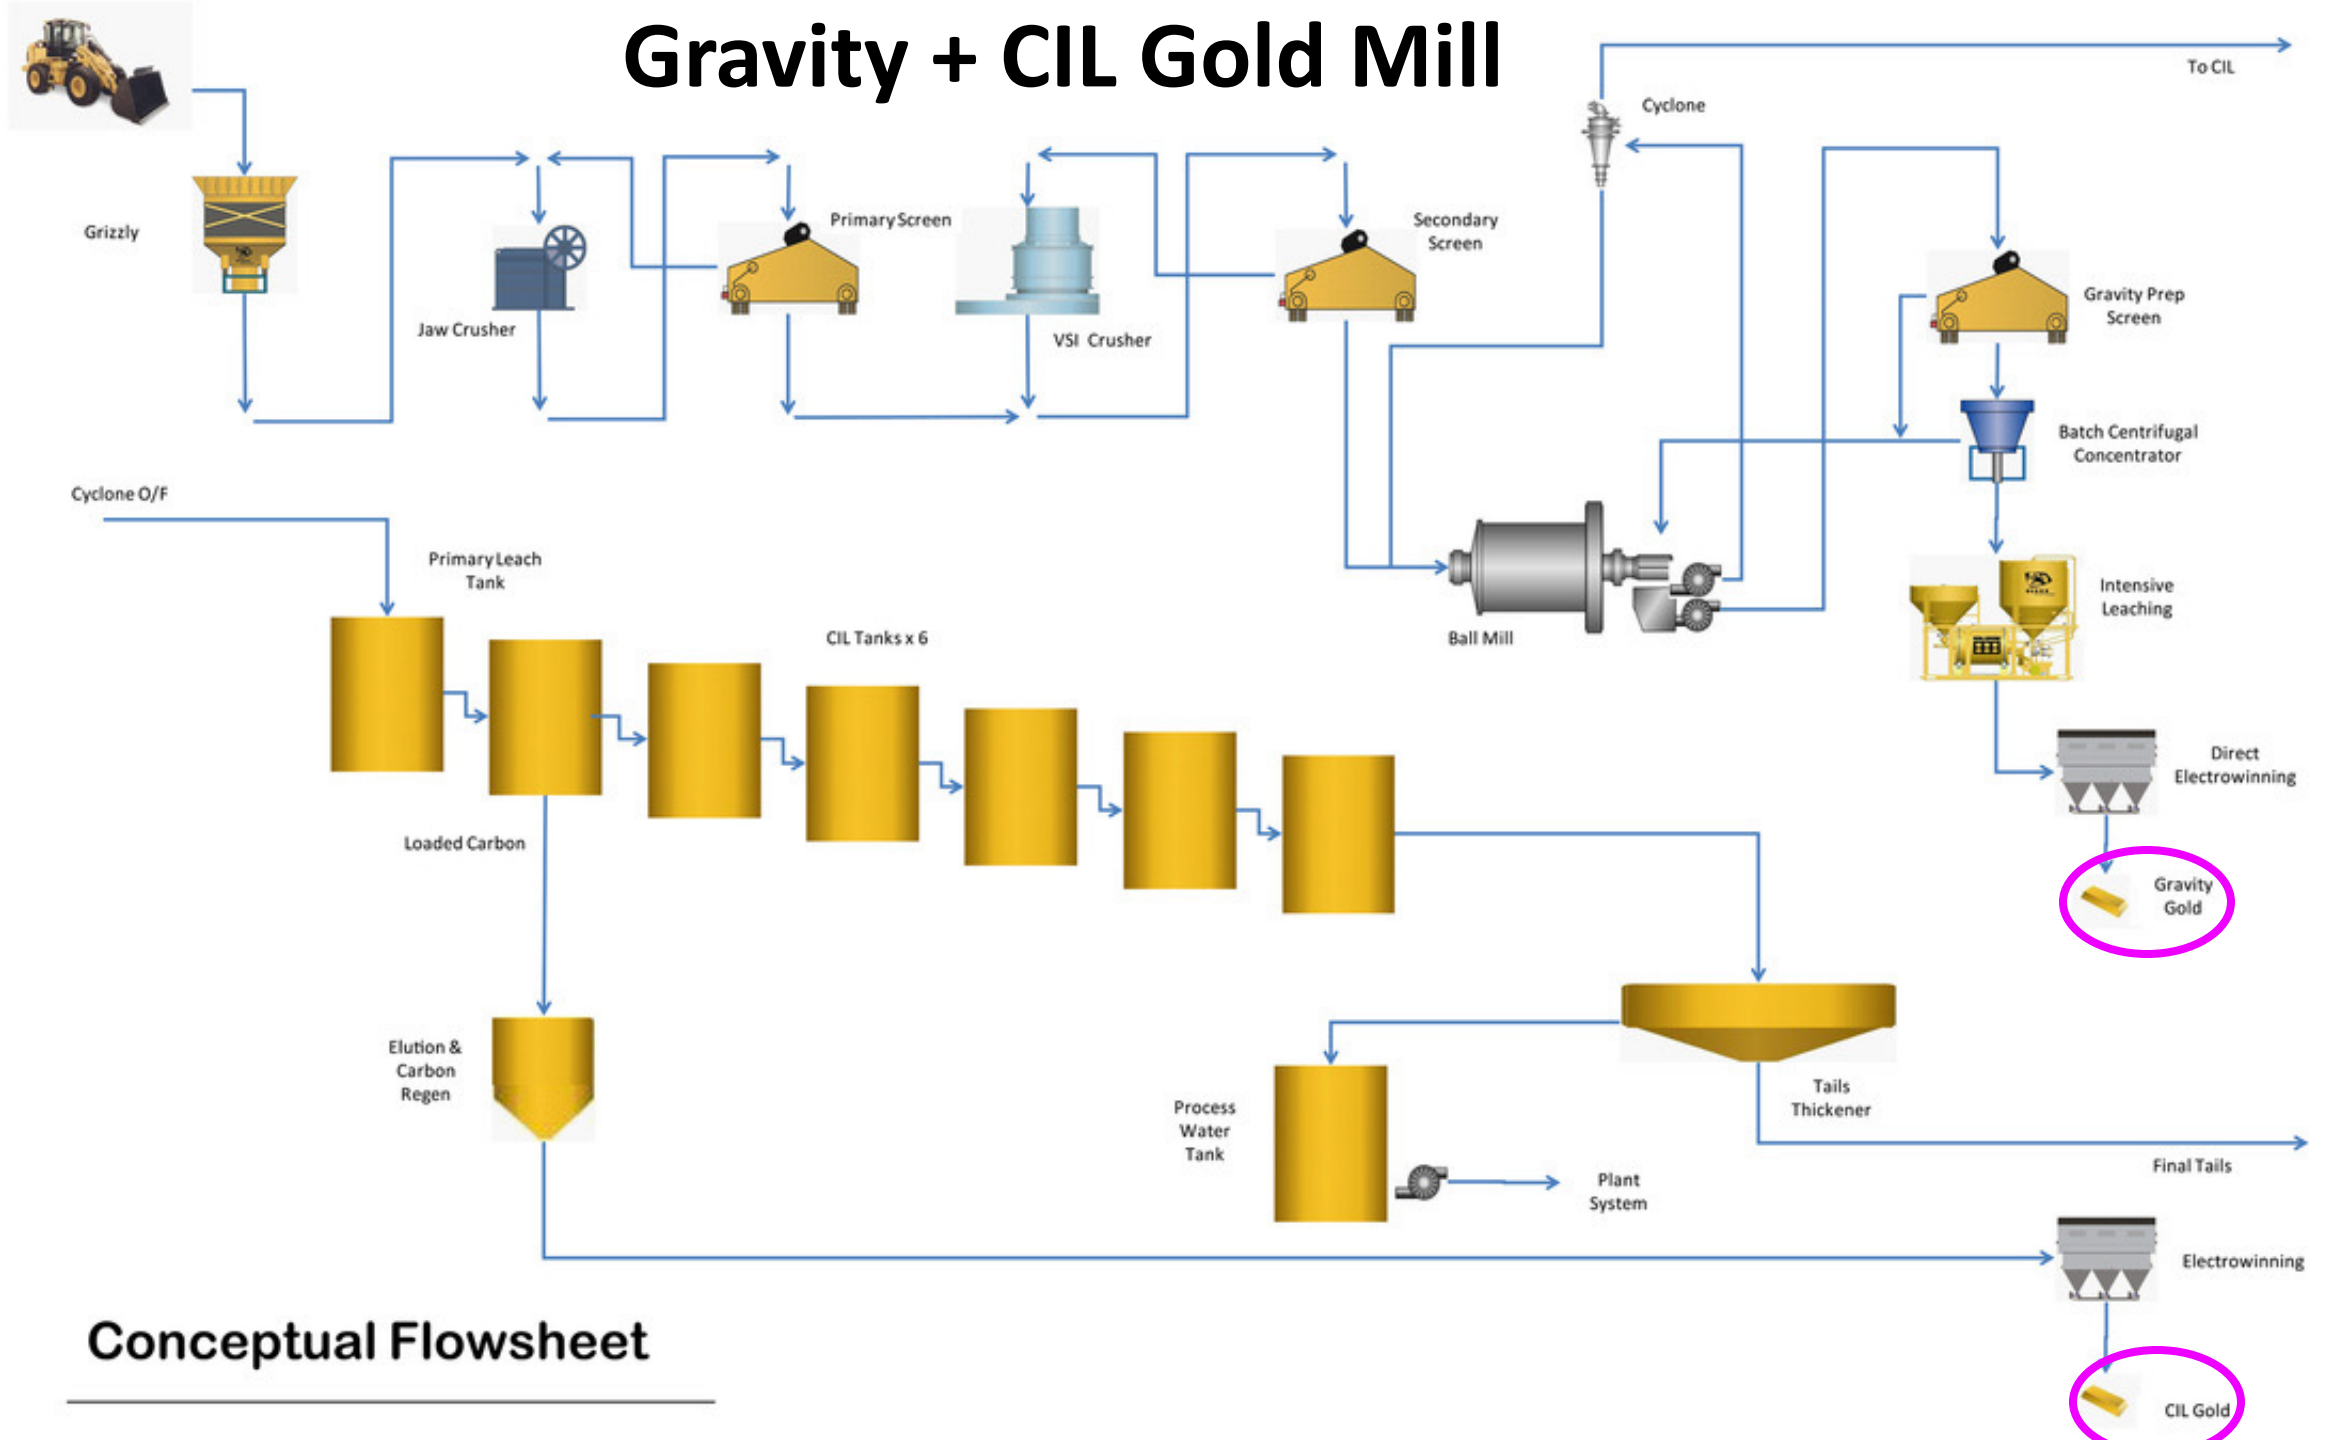 Gravity + CIL Gold Mill
To CIL
Cyclone
Grizzly
Jaw Crusher
Primary Screen
VSI Crusher
Secondary
Screen
Gravity Prep
Screen
Batch Centrifugal
Concentrator
Cyclone O/F
Primary Leach
Tank
CIL Tanks x 6
Ball Mill
Intensive
Leaching
Direct
Electrowinning
Loaded Carbon
Gravity
Gold
Elution &
Carbon
Regen
Process
Water
Tank
Tails
Thickener
Plant
System
Final Tails
Electrowinning
Conceptual Flowsheet
CIL Gold